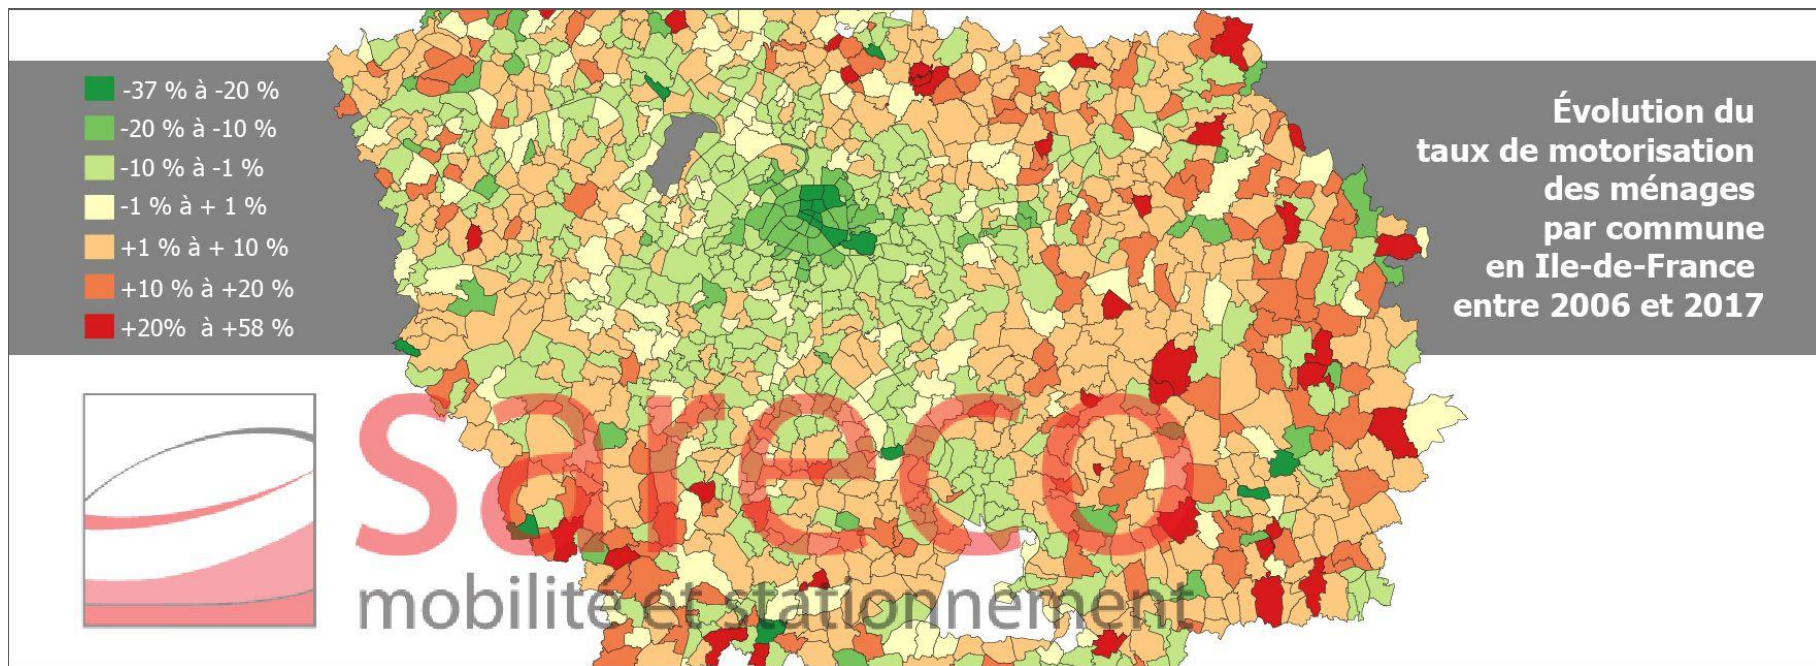 -37 % à -20 %
-20 % à -10 %
-10 % à -1 %
-1 % à + 1 %
+1 % à + 10 %
+10 % à +20 %
+20% à +58 %
Évolution du
taux de motorisation
des ménages
par commune
en Ile-de-France
entre 2006 et 2017
sareco
mobilité et stationnement